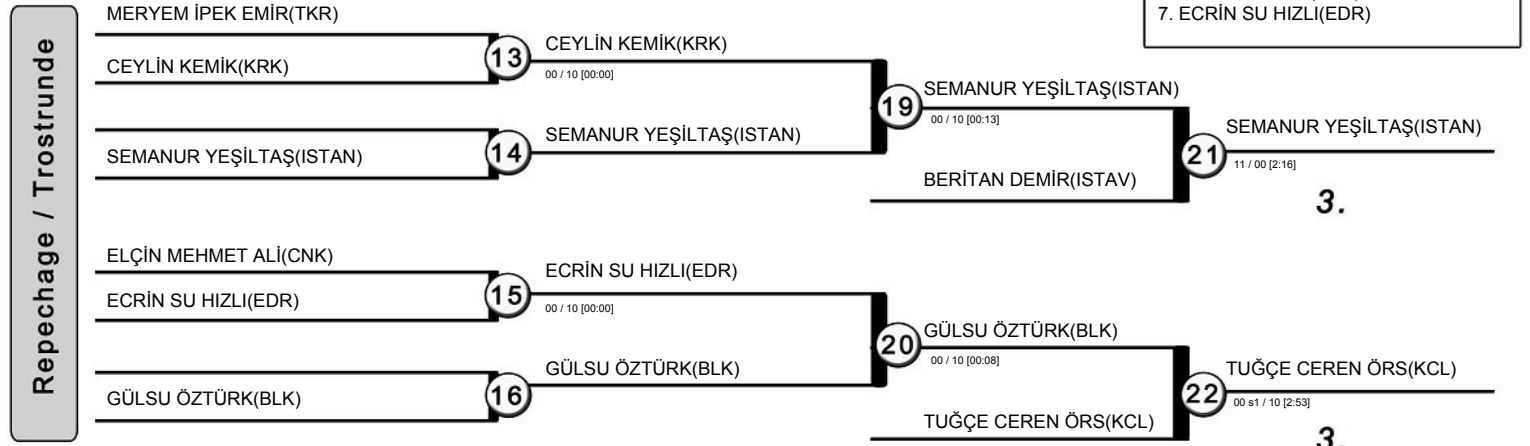 MERYEM İPEK EMİR(TKR)
7. ECRİN SU HIZLI(EDR)
Repechage / Trostrunde
13
CEYLİN KEMİK(KRK)
CEYLİN KEMİK(KRK)
00 / 10 [00:00]
19
SEMANUR YEŞİLTAŞ(ISTAN)
00 / 10 [00:13]
SEMANUR YEŞİLTAŞ(ISTAN)
14
SEMANUR YEŞİLTAŞ(ISTAN)
21
SEMANUR YEŞİLTAŞ(ISTAN)
11 / 00 [2:16]
BERİTAN DEMİR(ISTAV)
3.
ELÇİN MEHMET ALİ(CNK)
15
ECRİN SU HIZLI(EDR)
ECRİN SU HIZLI(EDR)
00 / 10 [00:00]
20
GÜLSU ÖZTÜRK(BLK)
00 / 10 [00:08]
GÜLSU ÖZTÜRK(BLK)
16
GÜLSU ÖZTÜRK(BLK)
22
TUĞÇE CEREN ÖRS(KCL)
00 s1 / 10 [2:53]
TUĞÇE CEREN ÖRS(KCL)
3.